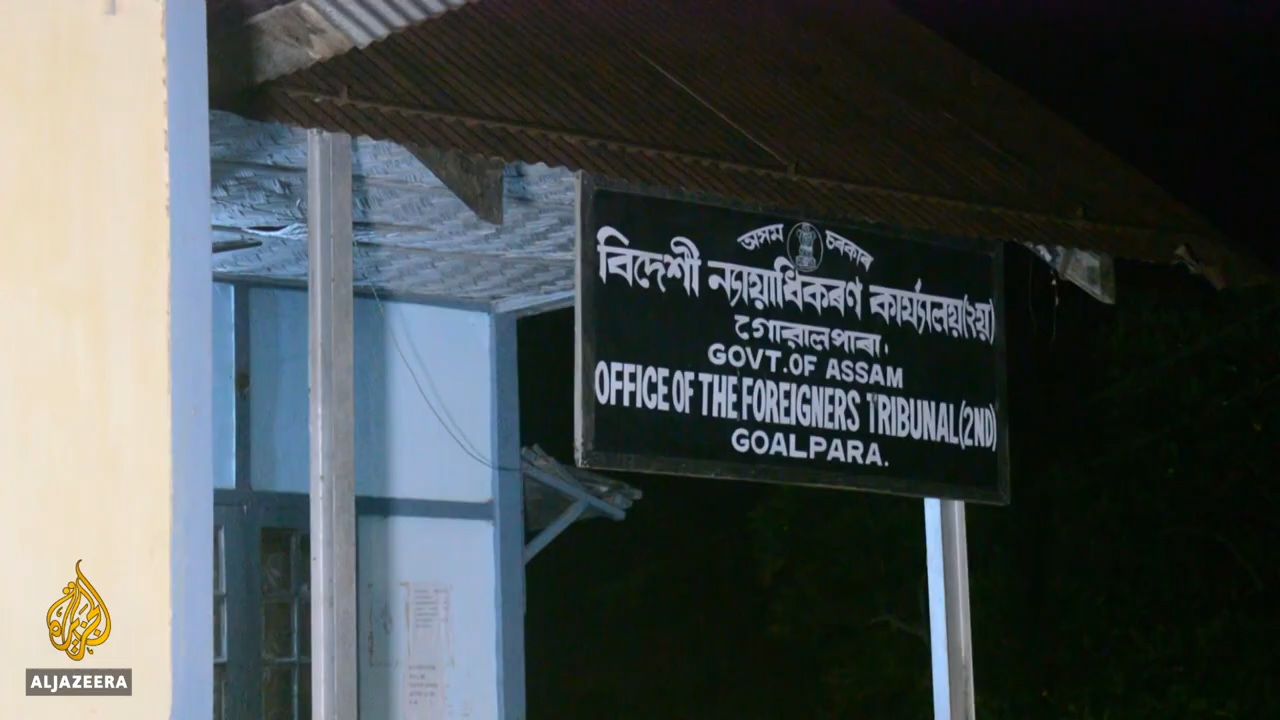 অসম চৰকাৰ
বিদেশী ন্যায়াধিকৰণ কাৰ্য্যালয়(২য়)
গোৱালপাৰা.
GOVT.OF ASSAM
OFFICE OF THE FOREIGNERS TRIBUNAL(2ND)
GOALPARA.
ALJAZEERA